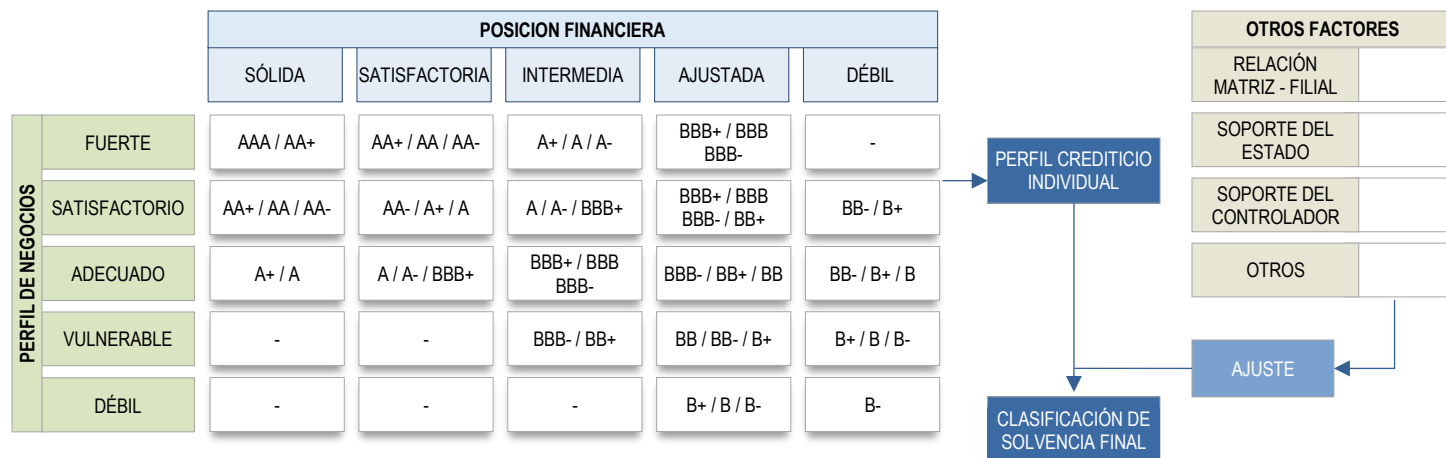 POSICION FINANCIERA
SÓLIDA
SATISFACTORIA
INTERMEDIA
AJUSTADA
DÉBIL
PERFIL DE NEGOCIOS
FUERTE
AAA / AA+
AA+ / AA / AA-
A+ / A / A-
BBB+ / BBB
BBB-
-
SATISFACTORIO
AA+ / AA / AA-
AA- / A+ / A
A / A- / BBB+
BBB+ / BBB
BBB- / BB+
BB- / B+
ADECUADO
A+ / A
A / A- / BBB+
BBB+ / BBB
BBB-
BBB- / BB+ / BB
BB- / B+ / B
VULNERABLE
-
-
BBB- / BB+
BB / BB- / B+
B+ / B / B-
DÉBIL
-
-
-
B+ / B / B-
B-
PERFIL CREDITICIO
INDIVIDUAL
CLASIFICACIÓN DE
SOLVENCIA FINAL
OTROS FACTORES
RELACIÓN
MATRIZ - FILIAL
SOPORTE DEL
ESTADO
SOPORTE DEL
CONTROLADOR
OTROS
AJUSTE